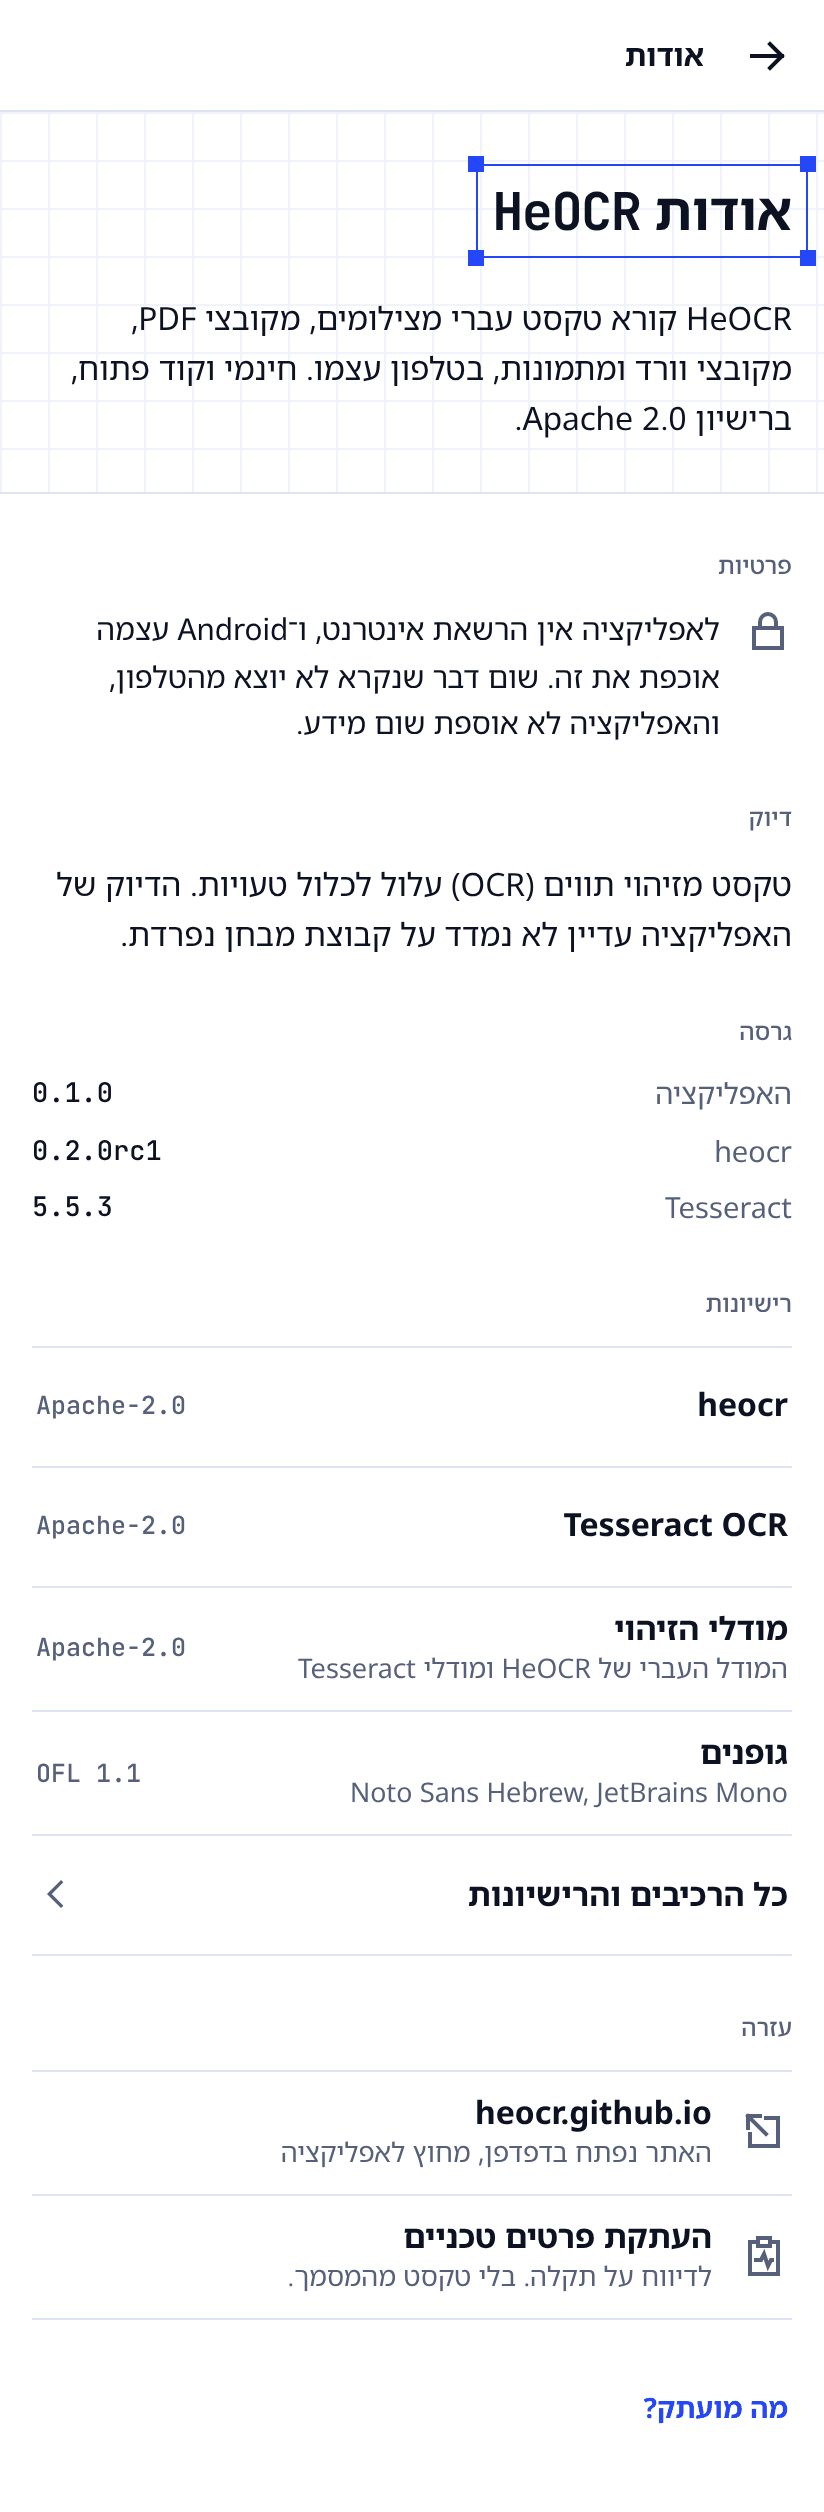 אודות
אודות HeOCR
HeOCR קורא טקסט עברי מצילומים, מקובצי PDF,
מקובצי וורד ומתמונות, בטלפון עצמו. חינמי וקוד פתוח,
ברישיון Apache 2.0.
פרטיות
לאפליקציה אין הרשאת אינטרנט, ו־Android עצמה
אוכפת את זה. שום דבר שנקרא לא יוצא מהטלפון,
והאפליקציה לא אוספת שום מידע.
דיוק
טקסט מזיהוי תווים (OCR) עלול לכלול טעויות. הדיוק של
האפליקציה עדיין לא נמדד על קבוצת מבחן נפרדת.
גרסה
האפליקציה 0.1.0
heocr 0.2.0rc1
Tesseract 5.5.3
רישיונות
heocr Apache-2.0
Tesseract OCR Apache-2.0
מודלי הזיהוי Apache-2.0
המודל העברי של HeOCR ומודלי Tesseract
גופנים OFL 1.1
Noto Sans Hebrew, JetBrains Mono
כל הרכיבים והרישיונות
עזרה
heocr.github.io
האתר נפתח בדפדפן, מחוץ לאפליקציה
העתקת פרטים טכניים
לדיווח על תקלה. בלי טקסט מהמסמך.
מה מועתק?